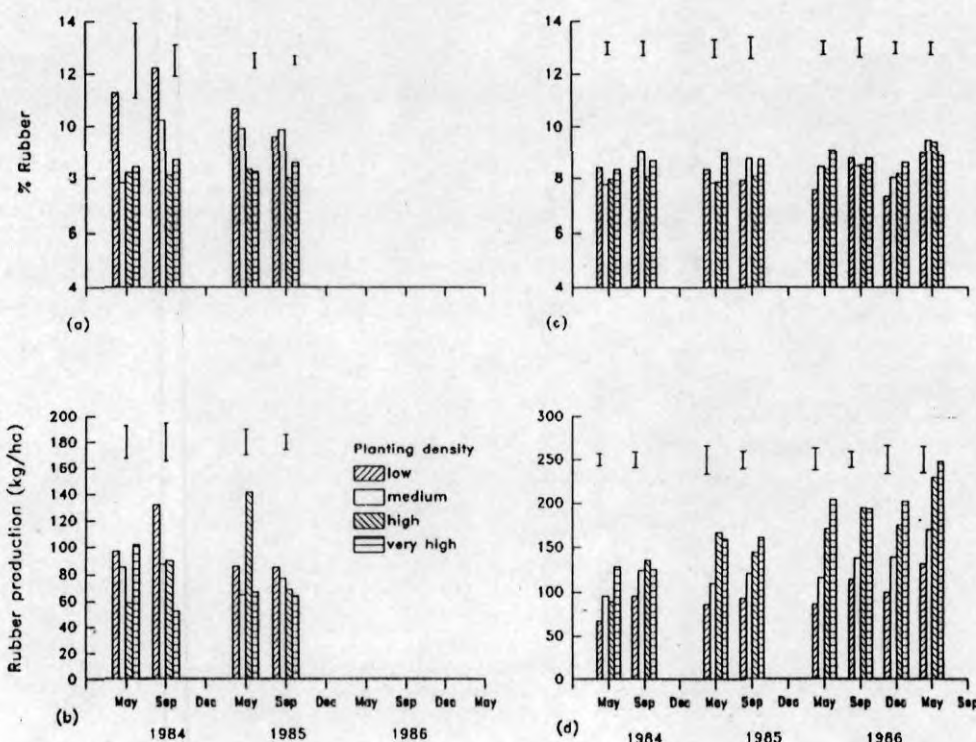 14
12
10
8
6
4
% Rubber
(a)
14
12
10
8
6
4
(c)
200
180
160
140
120
100
80
60
40
20
0
Rubber production (kg/ha)
Planting density
low
medium
high
very high
May Sep Dec May Sep Dec May Sep Dec May
(b)
1984 1985 1986
300
250
200
150
100
50
0
May Sep Dec May Sep Dec May Sep Dec May Sep
(d)
1984 1985 1986